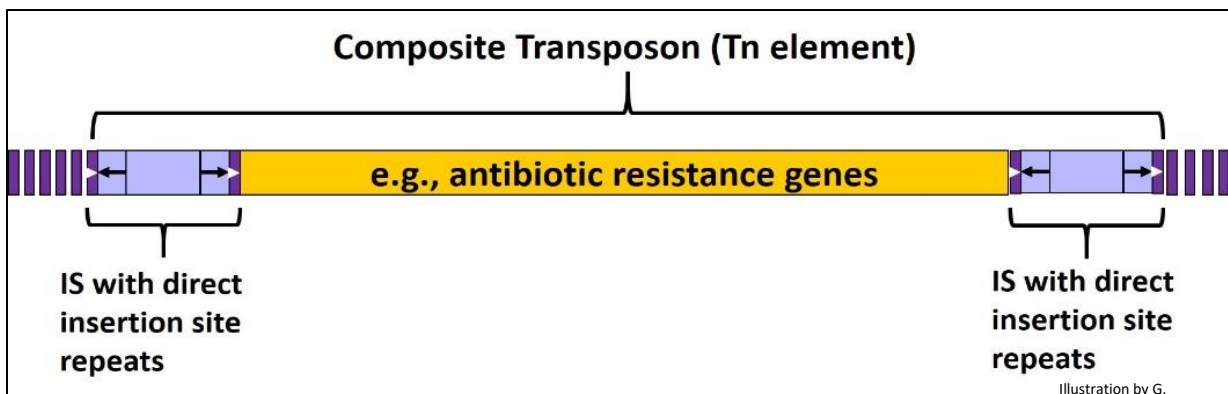 Composite Transposon (Tn element)
e.g., antibiotic resistance genes
IS with direct
insertion site
repeats
IS with direct
insertion site
repeats
Illustration by G.